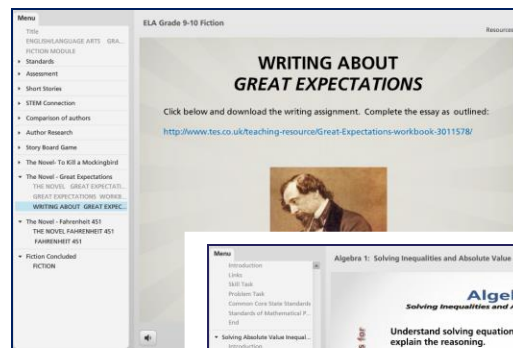 Menu
Title
ENGLISH/LANGUAGE ARTS GRA...
FICTION MODULE
Standards
Assessment
Short Stories
STEM Connection
Comparison of authors
Author Research
Story Board Game
The Novel- To Kill a Mockingbird
The Novel - Great Expectations
THE NOVEL GREAT EXPECTATI...
GREAT EXPECTATIONS WORKB...
WRITING ABOUT GREAT EXPEC...
The Novel - Fahrenheit 451
THE NOVEL FAHRENHEIT 451
FAHRENHEIT 451
Fiction Concluded
FICTION
ELA Grade 9-10 Fiction
Resources
WRITING ABOUT
GREAT EXPECTATIONS
Click below and download the writing assignment. Complete the essay as outlined:
http://www.tes.co.uk/teaching-resource/Great-Expectations-workbook-3011578/
Menu
Introduction
Links
Skill Task
Problem Task
Common Core State Standards
Standards of Mathematical P...
End
Solving Absolute Value Inequal...
Introduction
Algebra 1: Solving Inequalities and Absolute Value
Alge
Solving Inequalities and A
for
Understand solving equation
explain the reasoning.